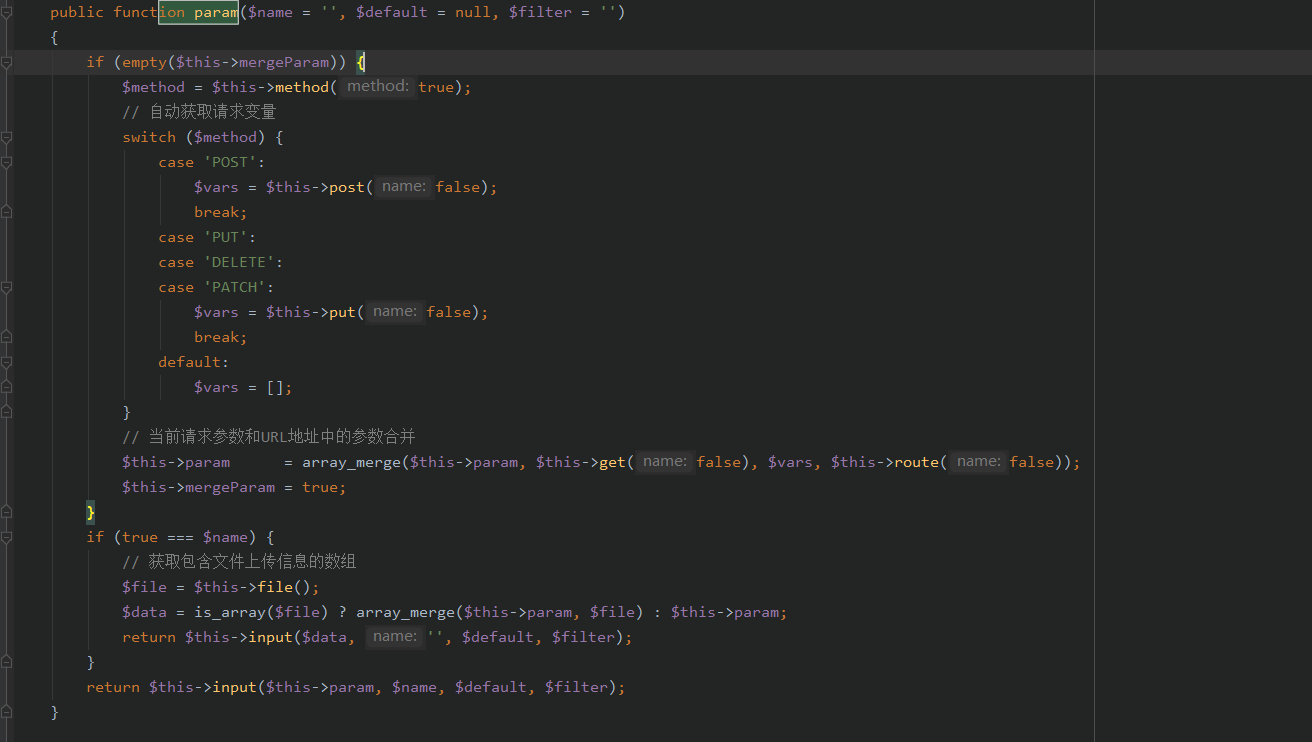 public function param($name = '', $default = null, $filter = '')
{
    if (empty($this->mergeParam)) {
        $method = $this->method( method: true);
        // 自动获取请求变量
        switch ($method) {
            case 'POST':
                $vars = $this->post( name: false);
                break;
            case 'PUT':
            case 'DELETE':
            case 'PATCH':
                $vars = $this->put( name: false);
                break;
            default:
                $vars = [];
        }
        // 当前请求参数和URL地址中的参数合并
        $this->param      = array_merge($this->param, $this->get( name: false), $vars, $this->route( name: false));
        $this->mergeParam = true;
    }
    if (true === $name) {
        // 获取包含文件上传信息的数组
        $file = $this->file();
        $data = is_array($file) ? array_merge($this->param, $file) : $this->param;
        return $this->input($data, name: '', $default, $filter);
    }
    return $this->input($this->param, $name, $default, $filter);
}